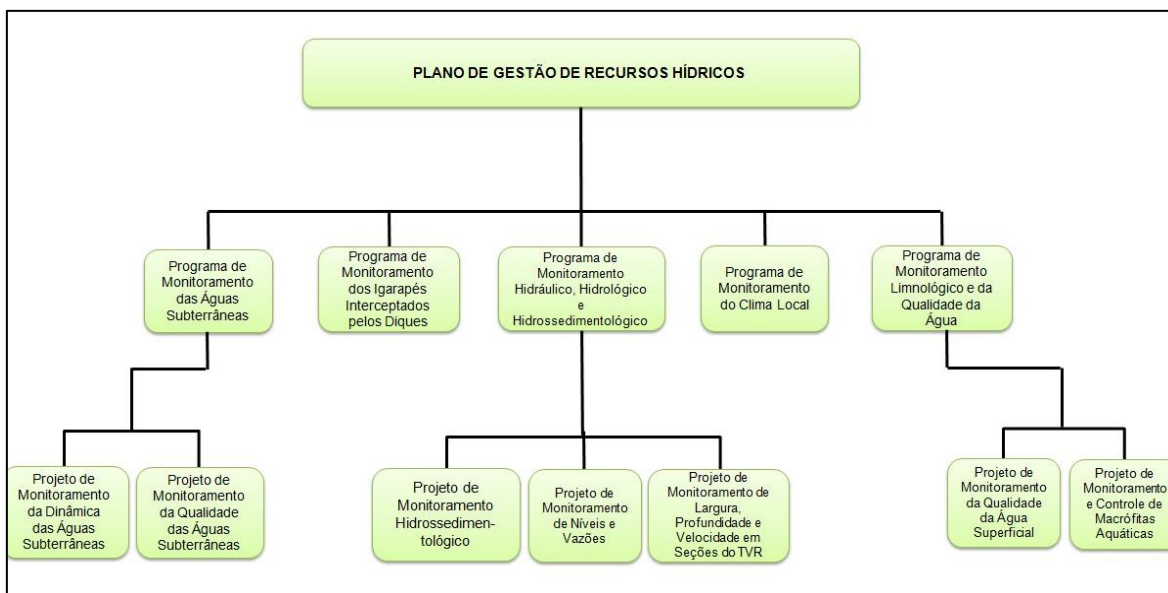 PLANO DE GESTÃO DE RECURSOS HÍDRICOS
Programa de
Monitoramento
das Águas
Subterrâneas
Programa de
Monitoramento
dos Igarapés
Interceptados
pelos Diques
Programa de
Monitoramento
Hidráulico, Hidrológico
e
Hidrossedimentológico
Programa de
Monitoramento
do Clima Local
Programa de
Monitoramento
Limnológico e da
Qualidade da
Água
Projeto de
Monitoramento
da Dinâmica
das Águas
Subterrâneas
Projeto de
Monitoramento
da Qualidade
das Águas
Subterrâneas
Projeto de
Monitoramento
Hidrossedimen-
tológico
Projeto de
Monitoramento
de Níveis e
Vazões
Projeto de
Monitoramento de
Largura,
Profundidade e
Velocidade em
Seções do TVR
Projeto de
Monitoramento
da Qualidade
da Água
Superficial
Projeto de
Monitoramento
e Controle de
Macrófitas
Aquáticas